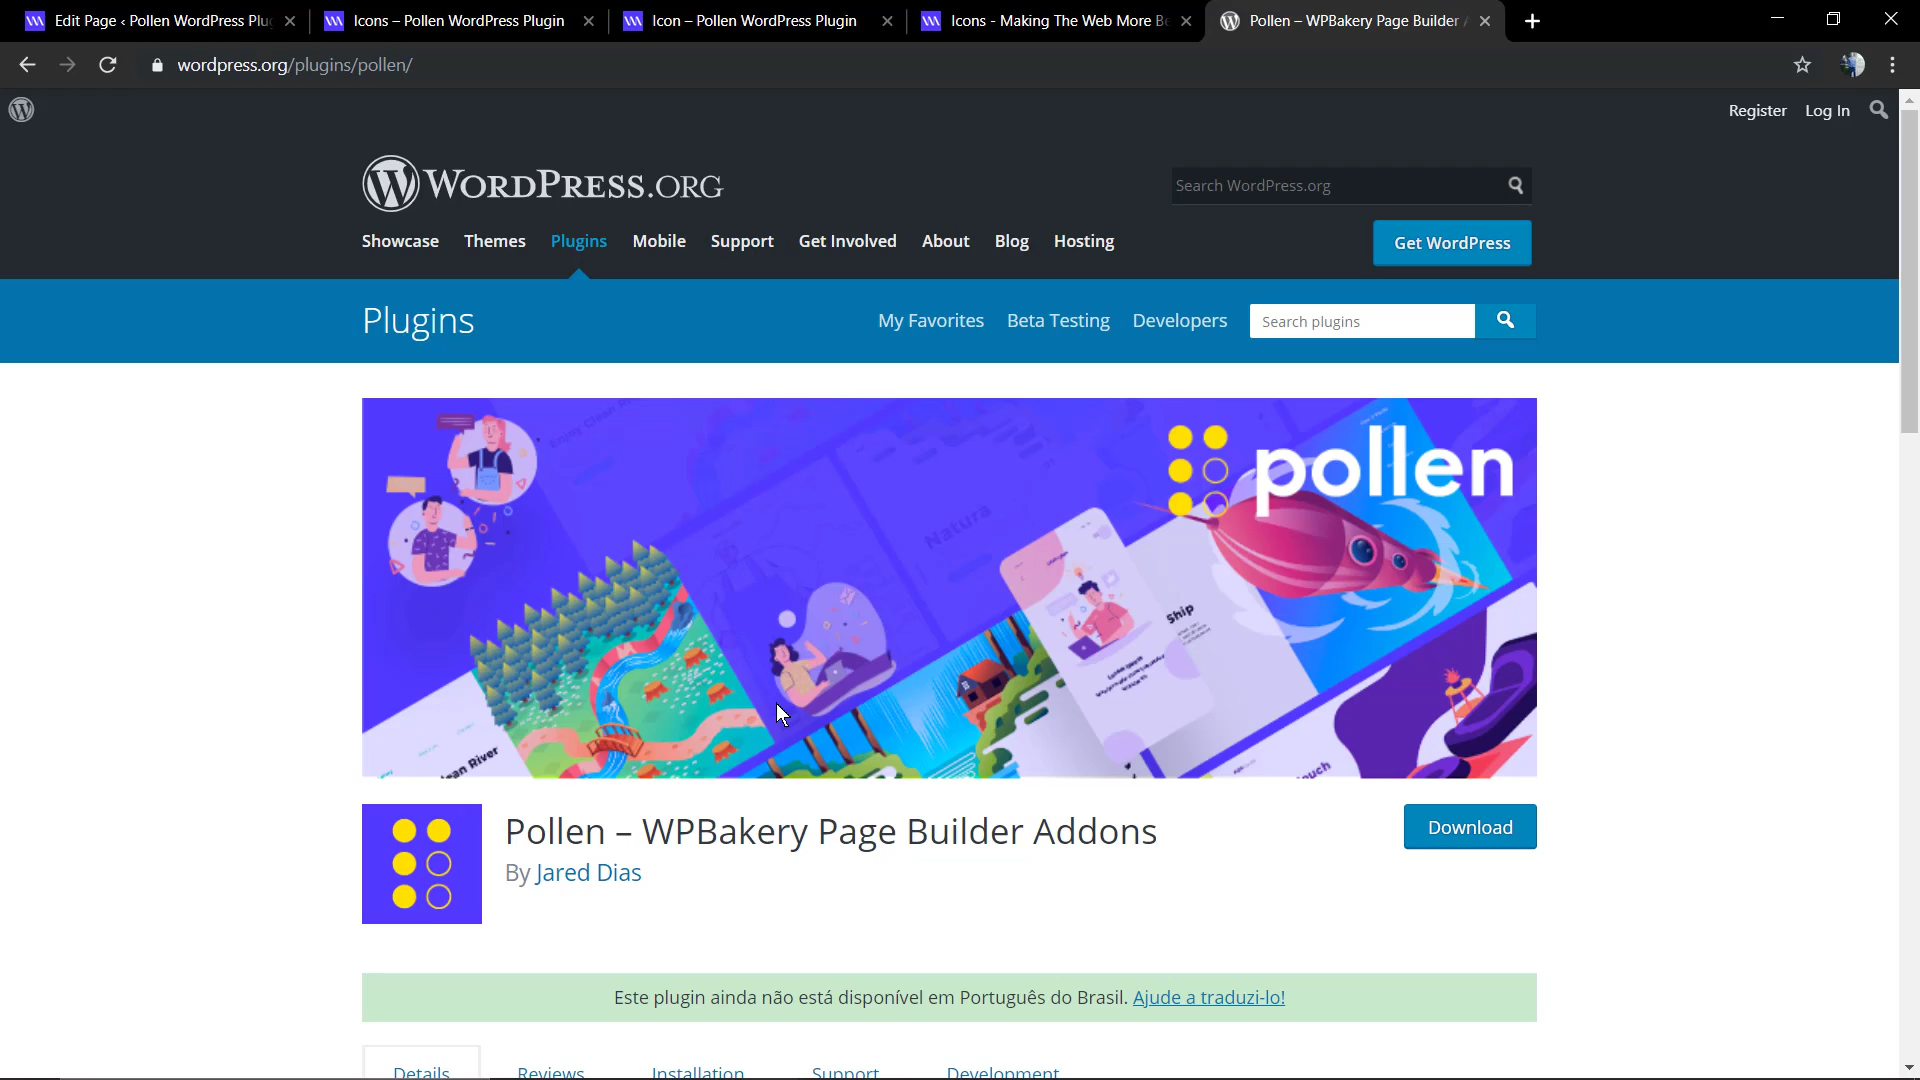 Edit Page ‹ Pollen WordPress Plu
Icons – Pollen WordPress Plugin
Icon – Pollen WordPress Plugin
Icons - Making The Web More Be
Pollen – WPBakery Page Builder
wordpress.org/plugins/pollen/
Register Log In
WORDPRESS.ORG
Search WordPress.org
Showcase Themes Plugins Mobile Support Get Involved About Blog Hosting
Get WordPress
Plugins
My Favorites Beta Testing Developers
Search plugins
pollen
Natura
Ship
River
Pollen – WPBakery Page Builder Addons
Download
By Jared Dias
Este plugin ainda não está disponível em Português do Brasil. Ajude a traduzi-lo!
Details Reviews Installation Support Development